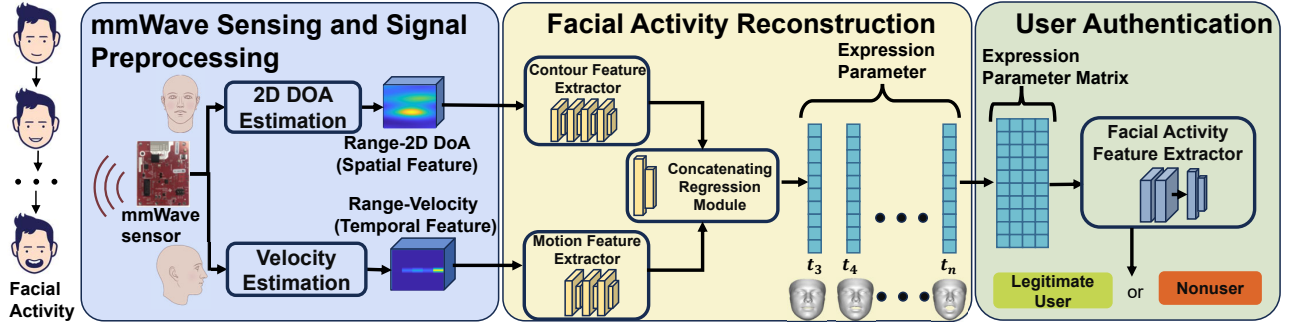 mmWave Sensing and Signal
Preprocessing
2D DOA
Estimation
Range-2D DoA
(Spatial Feature)
mmWave
sensor
Range-Velocity
(Temporal Feature)
Velocity
Estimation
Facial
Activity
Facial Activity Reconstruction
Contour Feature
Extractor
Expression
Parameter
Concatenating
Regression
Module
Motion Feature
Extractor
t₃ t₄ tₙ
User Authentication
Expression
Parameter Matrix
Facial Activity
Feature Extractor
Legitimate
User
or
Nonuser